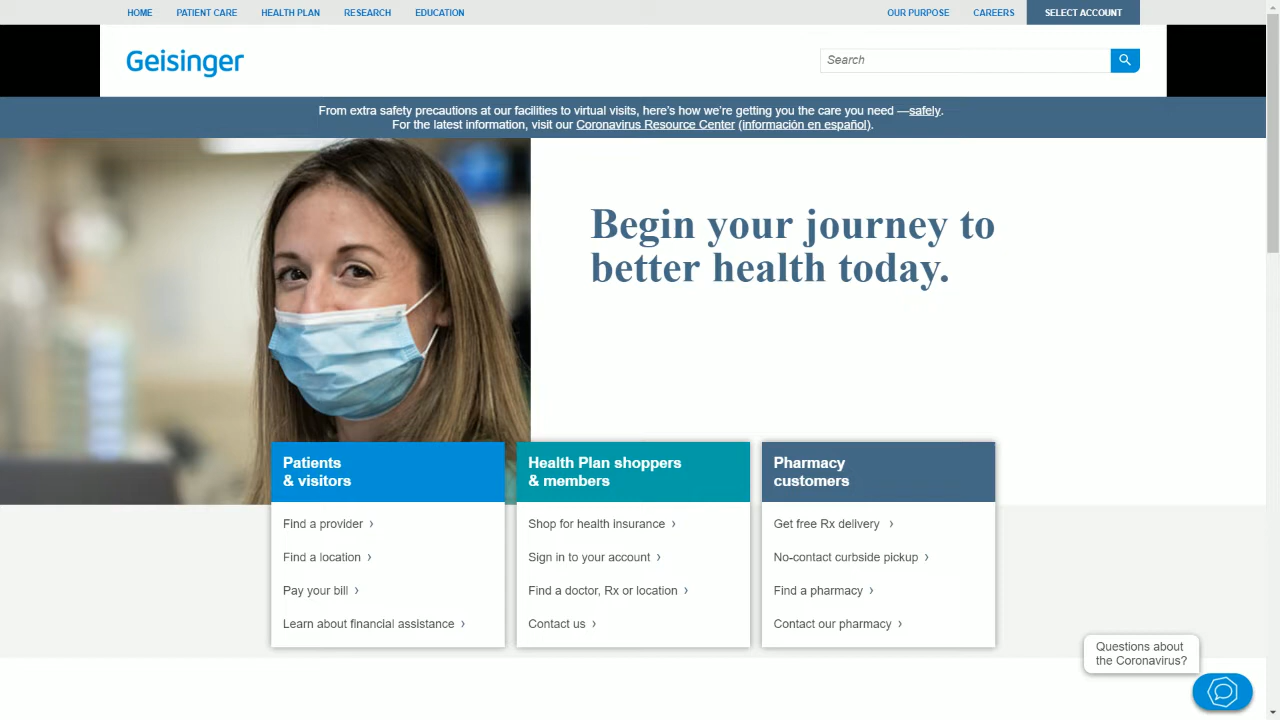 HOME PATIENT CARE HEALTH PLAN RESEARCH EDUCATION OUR PURPOSE CAREERS SELECT ACCOUNT
Geisinger
Search
From extra safety precautions at our facilities to virtual visits, here's how we're getting you the care you need —safely.
For the latest information, visit our Coronavirus Resource Center (información en español).
Begin your journey to
better health today.
Patients
& visitors
Find a provider ›
Find a location ›
Pay your bill ›
Learn about financial assistance ›
Health Plan shoppers
& members
Shop for health insurance ›
Sign in to your account ›
Find a doctor, Rx or location ›
Contact us ›
Pharmacy
customers
Get free Rx delivery ›
No-contact curbside pickup ›
Find a pharmacy ›
Contact our pharmacy ›
Questions about
the Coronavirus?